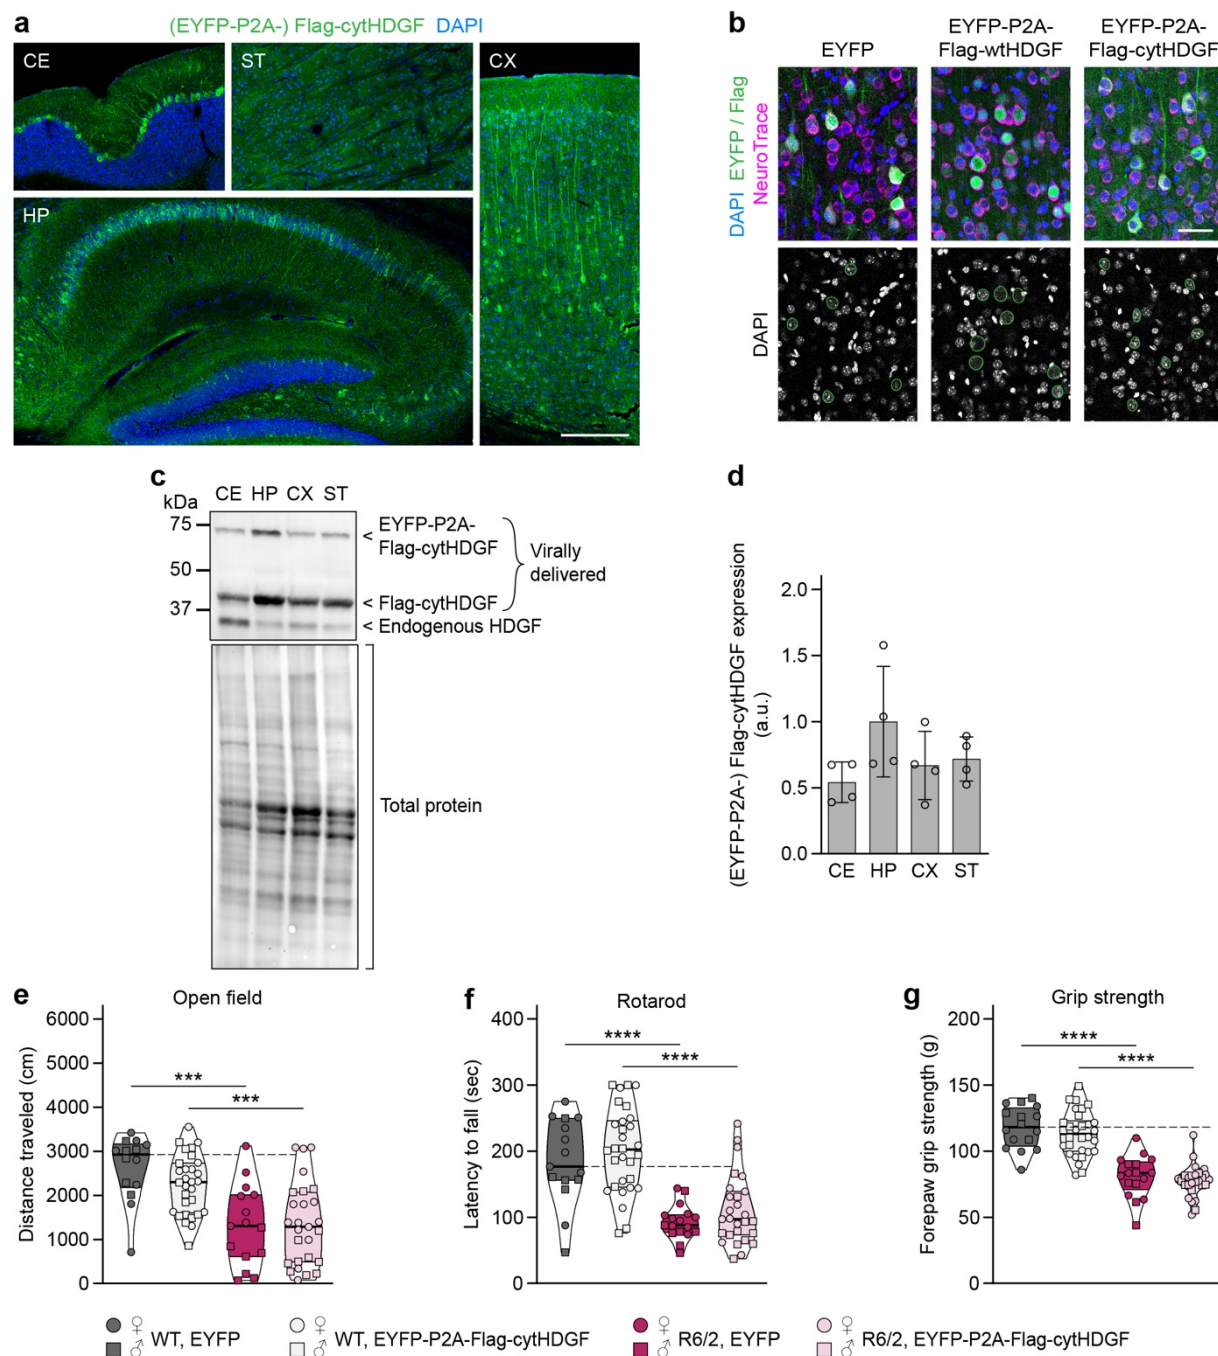 a
(EYFP-P2A-) Flag-cytHDGF DAPI
CE
ST
CX
HP
b
EYFP
EYFP-P2A-
Flag-wtHDGF
EYFP-P2A-
Flag-cytHDGF
DAPI EYFP / Flag
NeuroTrace
DAPI
c
kDa
CE HP CX ST
75
50
37
< EYFP-P2A-
Flag-cytHDGF
< Flag-cytHDGF
Virally
delivered
< Endogenous HDGF
Total protein
d
(EYFP-P2A-) Flag-cytHDGF expression
(a.u.)
2.0
1.5
1.0
0.5
0.0
CE HP CX ST
e
Open field
Distance traveled (cm)
6000
5000
4000
3000
2000
1000
0
***
***
f
Rotarod
Latency to fall (sec)
400
300
200
100
0
****
****
g
Grip strength
Forepaw grip strength (g)
200
150
100
50
0
****
****
♀
♂ WT, EYFP
♀
♂ WT, EYFP-P2A-Flag-cytHDGF
♀
♂ R6/2, EYFP
♀
♂ R6/2, EYFP-P2A-Flag-cytHDGF